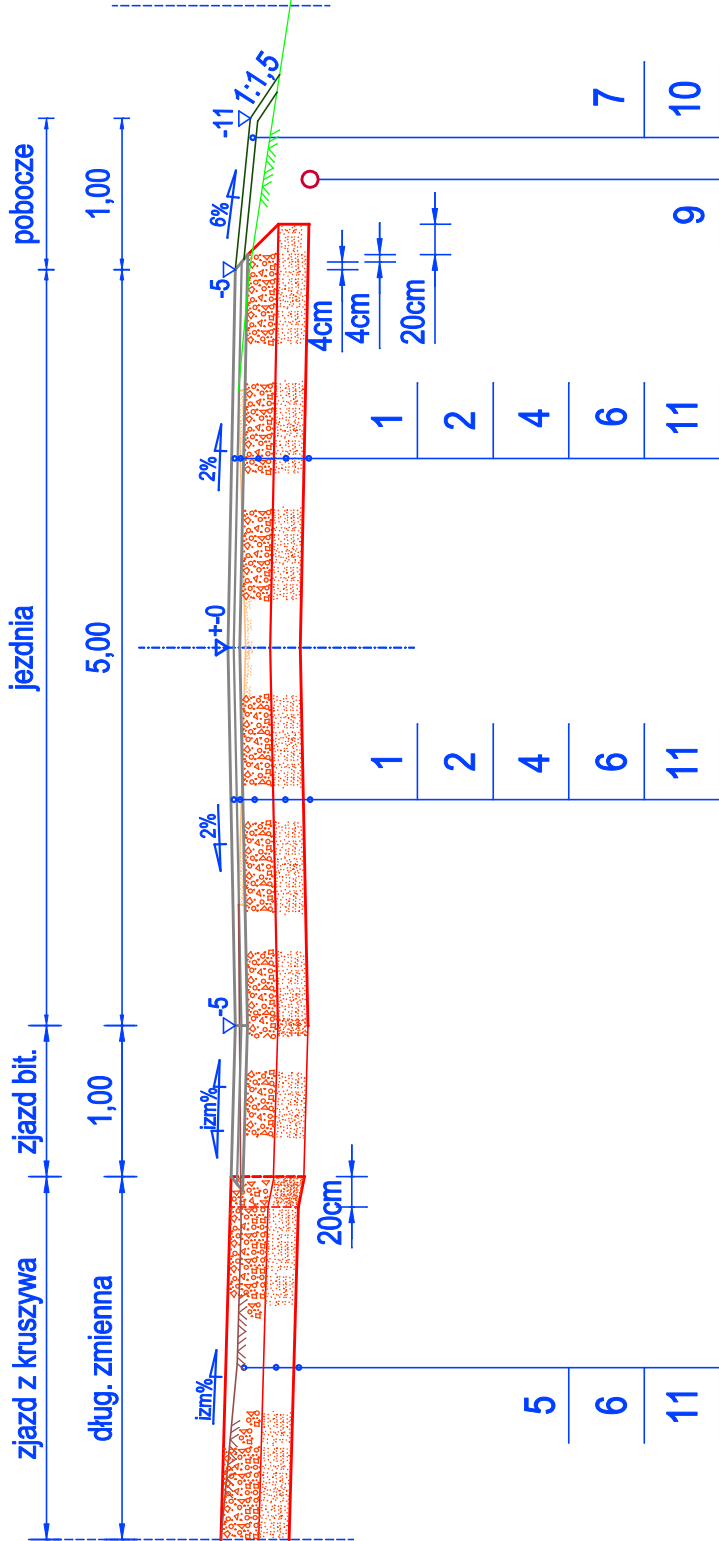 zjazd z kruszywa
zjazd bit.
jezdnia
pobocze
dług. zmienna
1,00
5,00
1,00
izm%
izm%
-5
2%
+-0
2%
-5
6%
-11
1:1,5
20cm
4cm
4cm
20cm
5
6
11
1
2
4
6
11
1
2
4
6
11
9
7
10